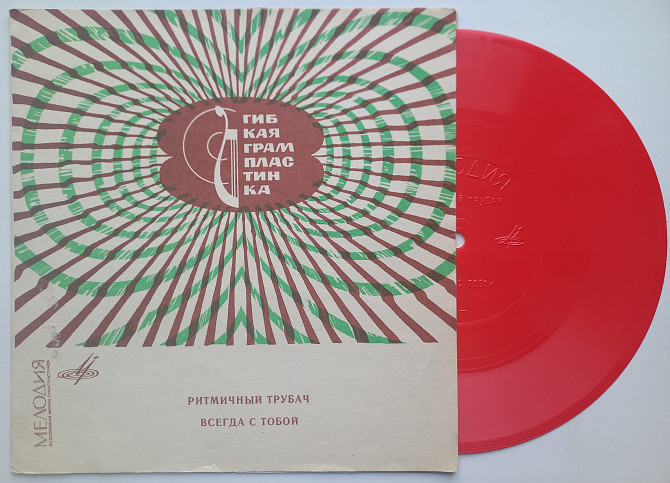 ГИБ
КАЯ
ГРАМ
ПЛАС
ТИН
КА
МЕЛОДИЯ
РИТМИЧНЫЙ ТРУБАЧ
ВСЕГДА С ТОБОЙ